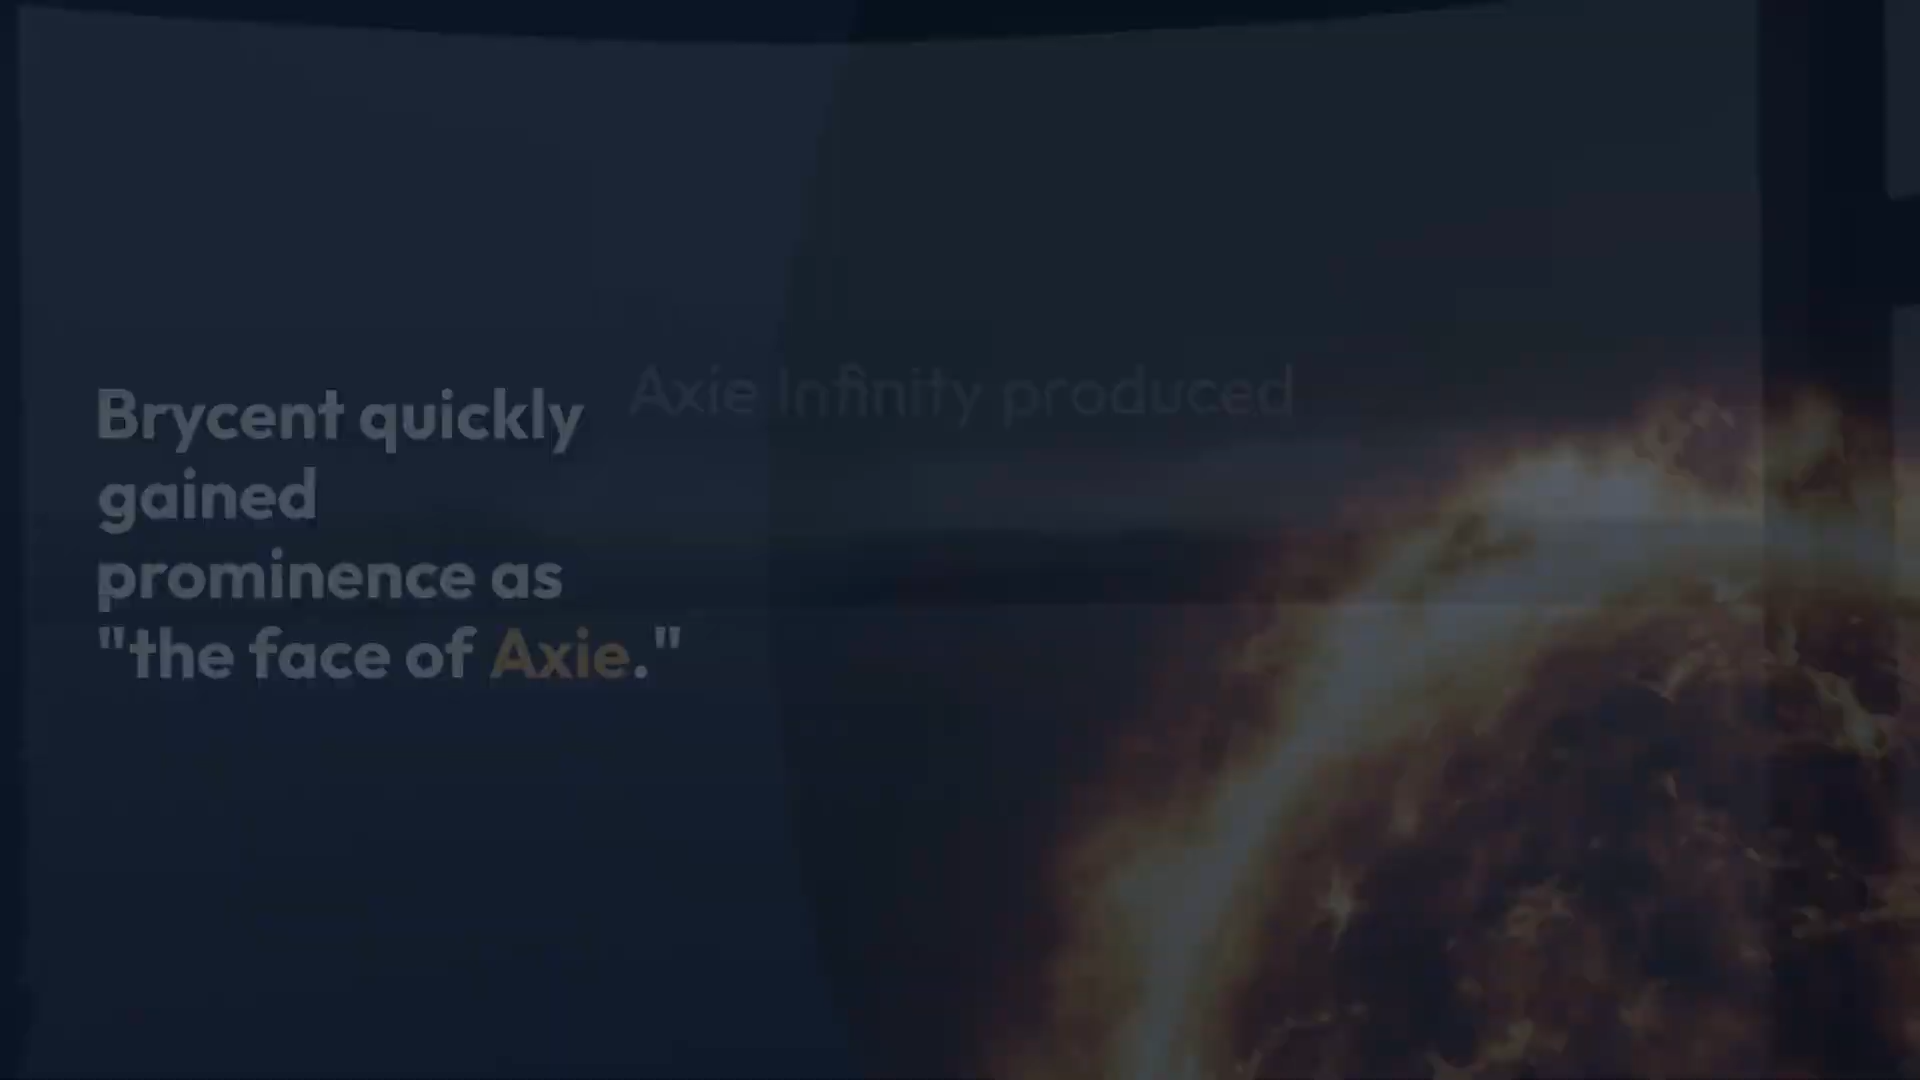 Axie Infinity produced
Brycent quickly
gained
prominence as
"the face of Axie."